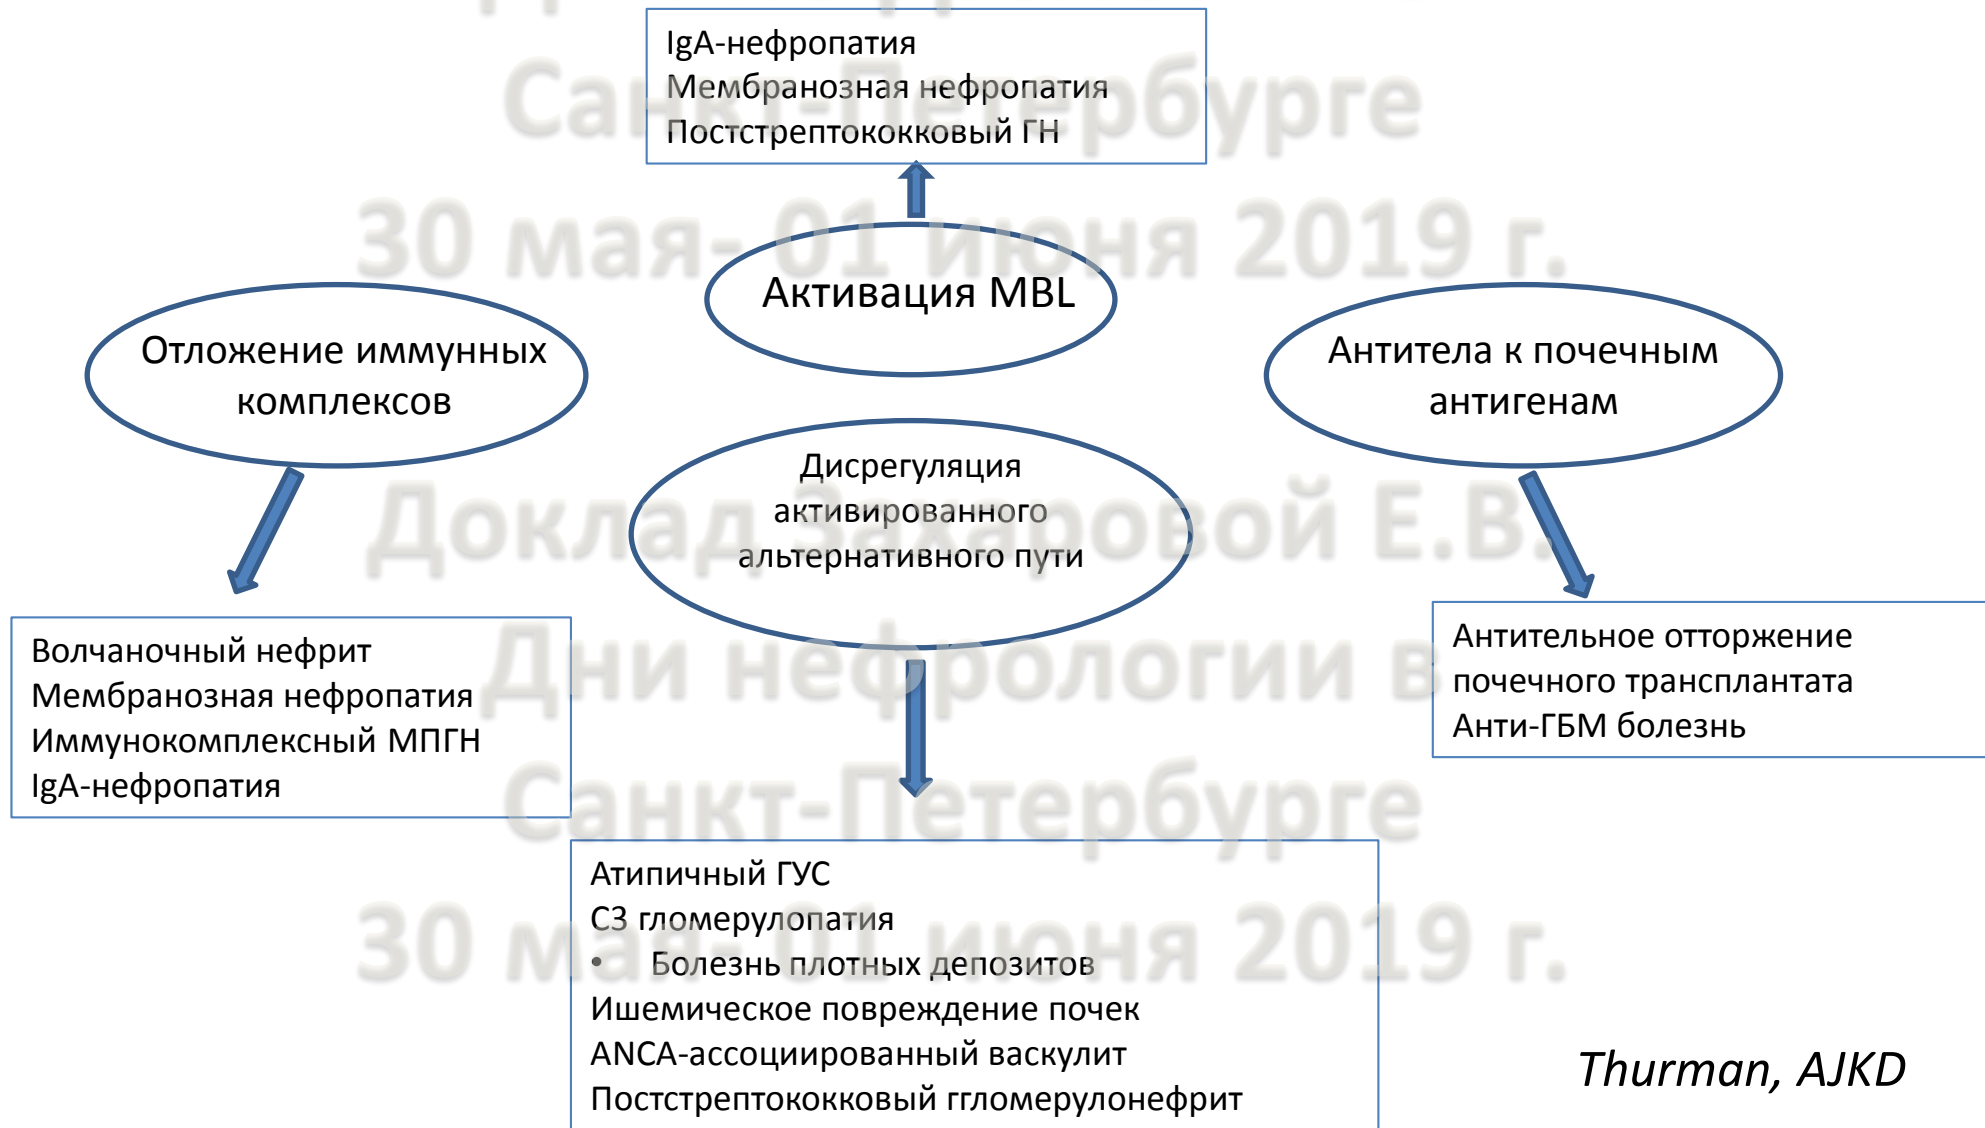 IgA-нефропатия
Мембранозная нефропатия
Постстрептококковый ГН
Санкт-Петербурге
30 мая- 01 июня 2019 г.
Активация MBL
Отложение иммунных
комплексов
Антитела к почечным
антигенам
Дисрегуляция
активированного
альтернативного пути
Доклад Захаровой Е.В.
Дни нефрологии в
Санкт-Петербурге
30 мая- 01 июня 2019 г.
Волчаночный нефрит
Мембранозная нефропатия
Иммунокомплексный МПГН
IgA-нефропатия
Антительное отторжение
почечного трансплантата
Анти-ГБМ болезнь
Атипичный ГУС
С3 гломерулопатия
• Болезнь плотных депозитов
Ишемическое повреждение почек
ANCA-ассоциированный васкулит
Постстрептококковый ггломерулонефрит
Thurman, AJKD